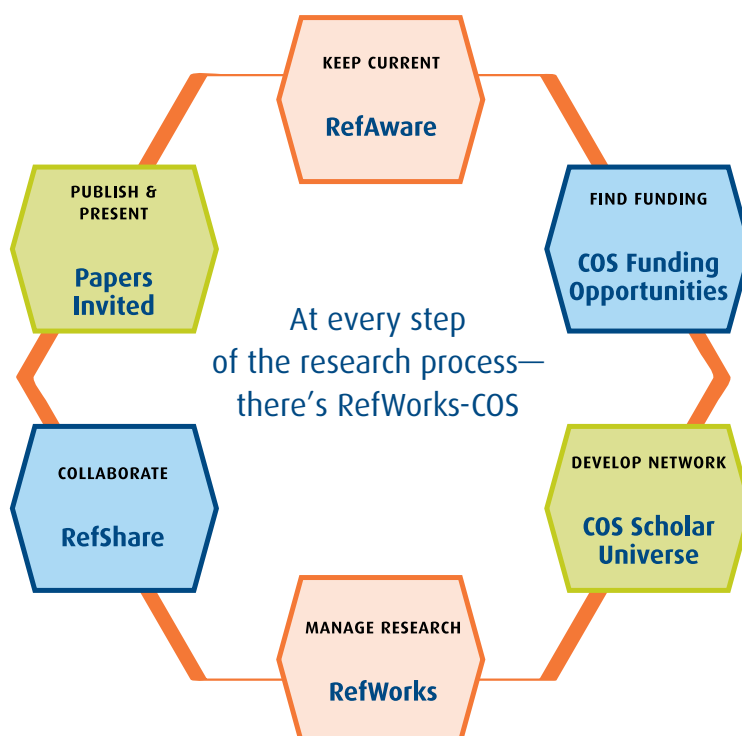 KEEP CURRENT
RefAware
FIND FUNDING
COS Funding
Opportunities
DEVELOP NETWORK
COS Scholar
Universe
MANAGE RESEARCH
RefWorks
COLLABORATE
RefShare
PUBLISH &
PRESENT
Papers
Invited
At every step
of the research process—
there's RefWorks-COS